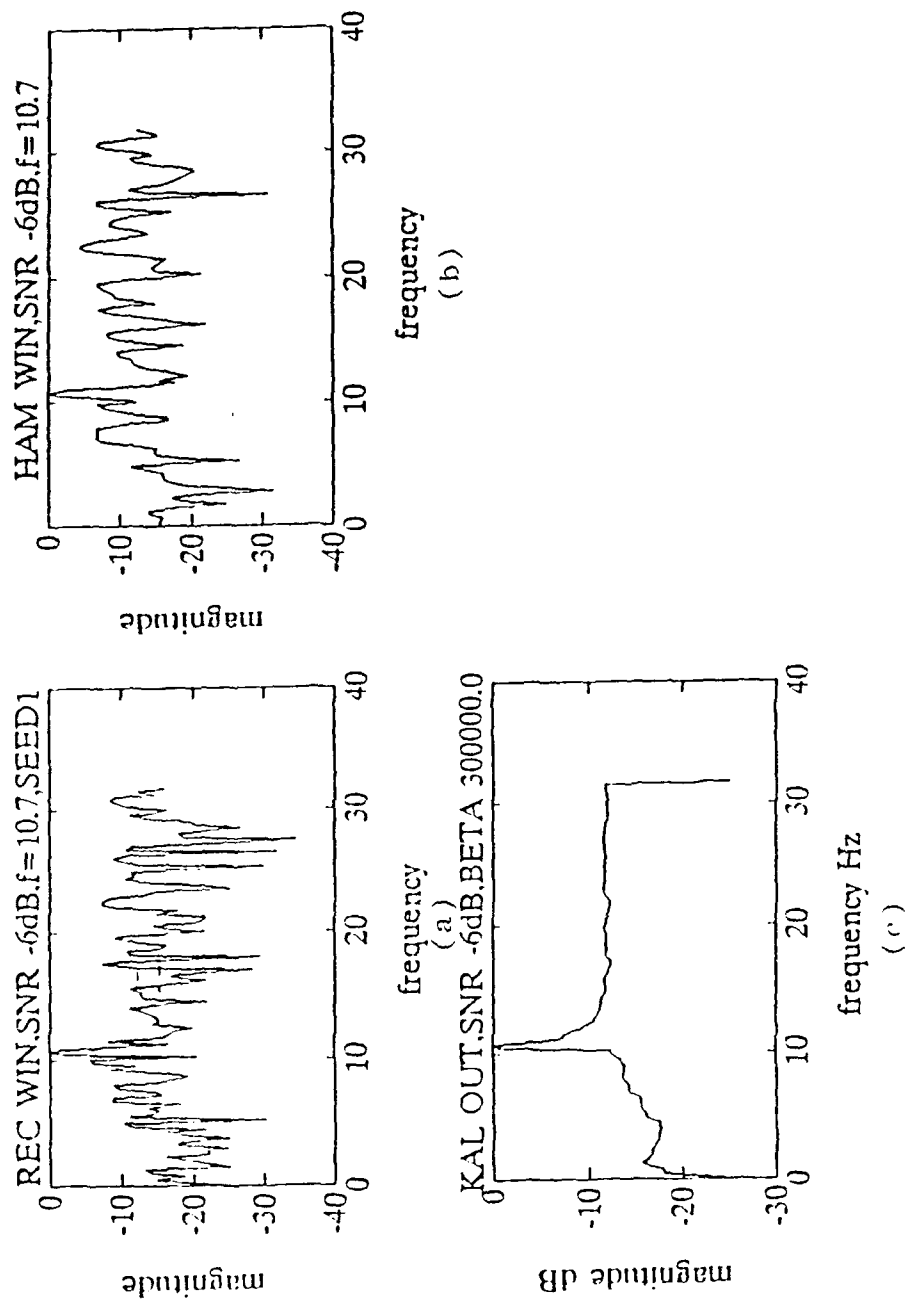 REC WIN.SNR -6dB.f=10.7,SEED1
magnitude
0
-10
-20
-30
-40
0
10
20
30
40
frequency
(a)
HAM WIN,SNR -6dB.f=10.7
magnitude
0
-10
-20
-30
-40
0
10
20
30
40
frequency
(b)
KAL OUT.SNR -6dB.BETA 300000.0
magnitude dB
0
-10
-20
-30
0
10
20
30
40
frequency Hz
(c)